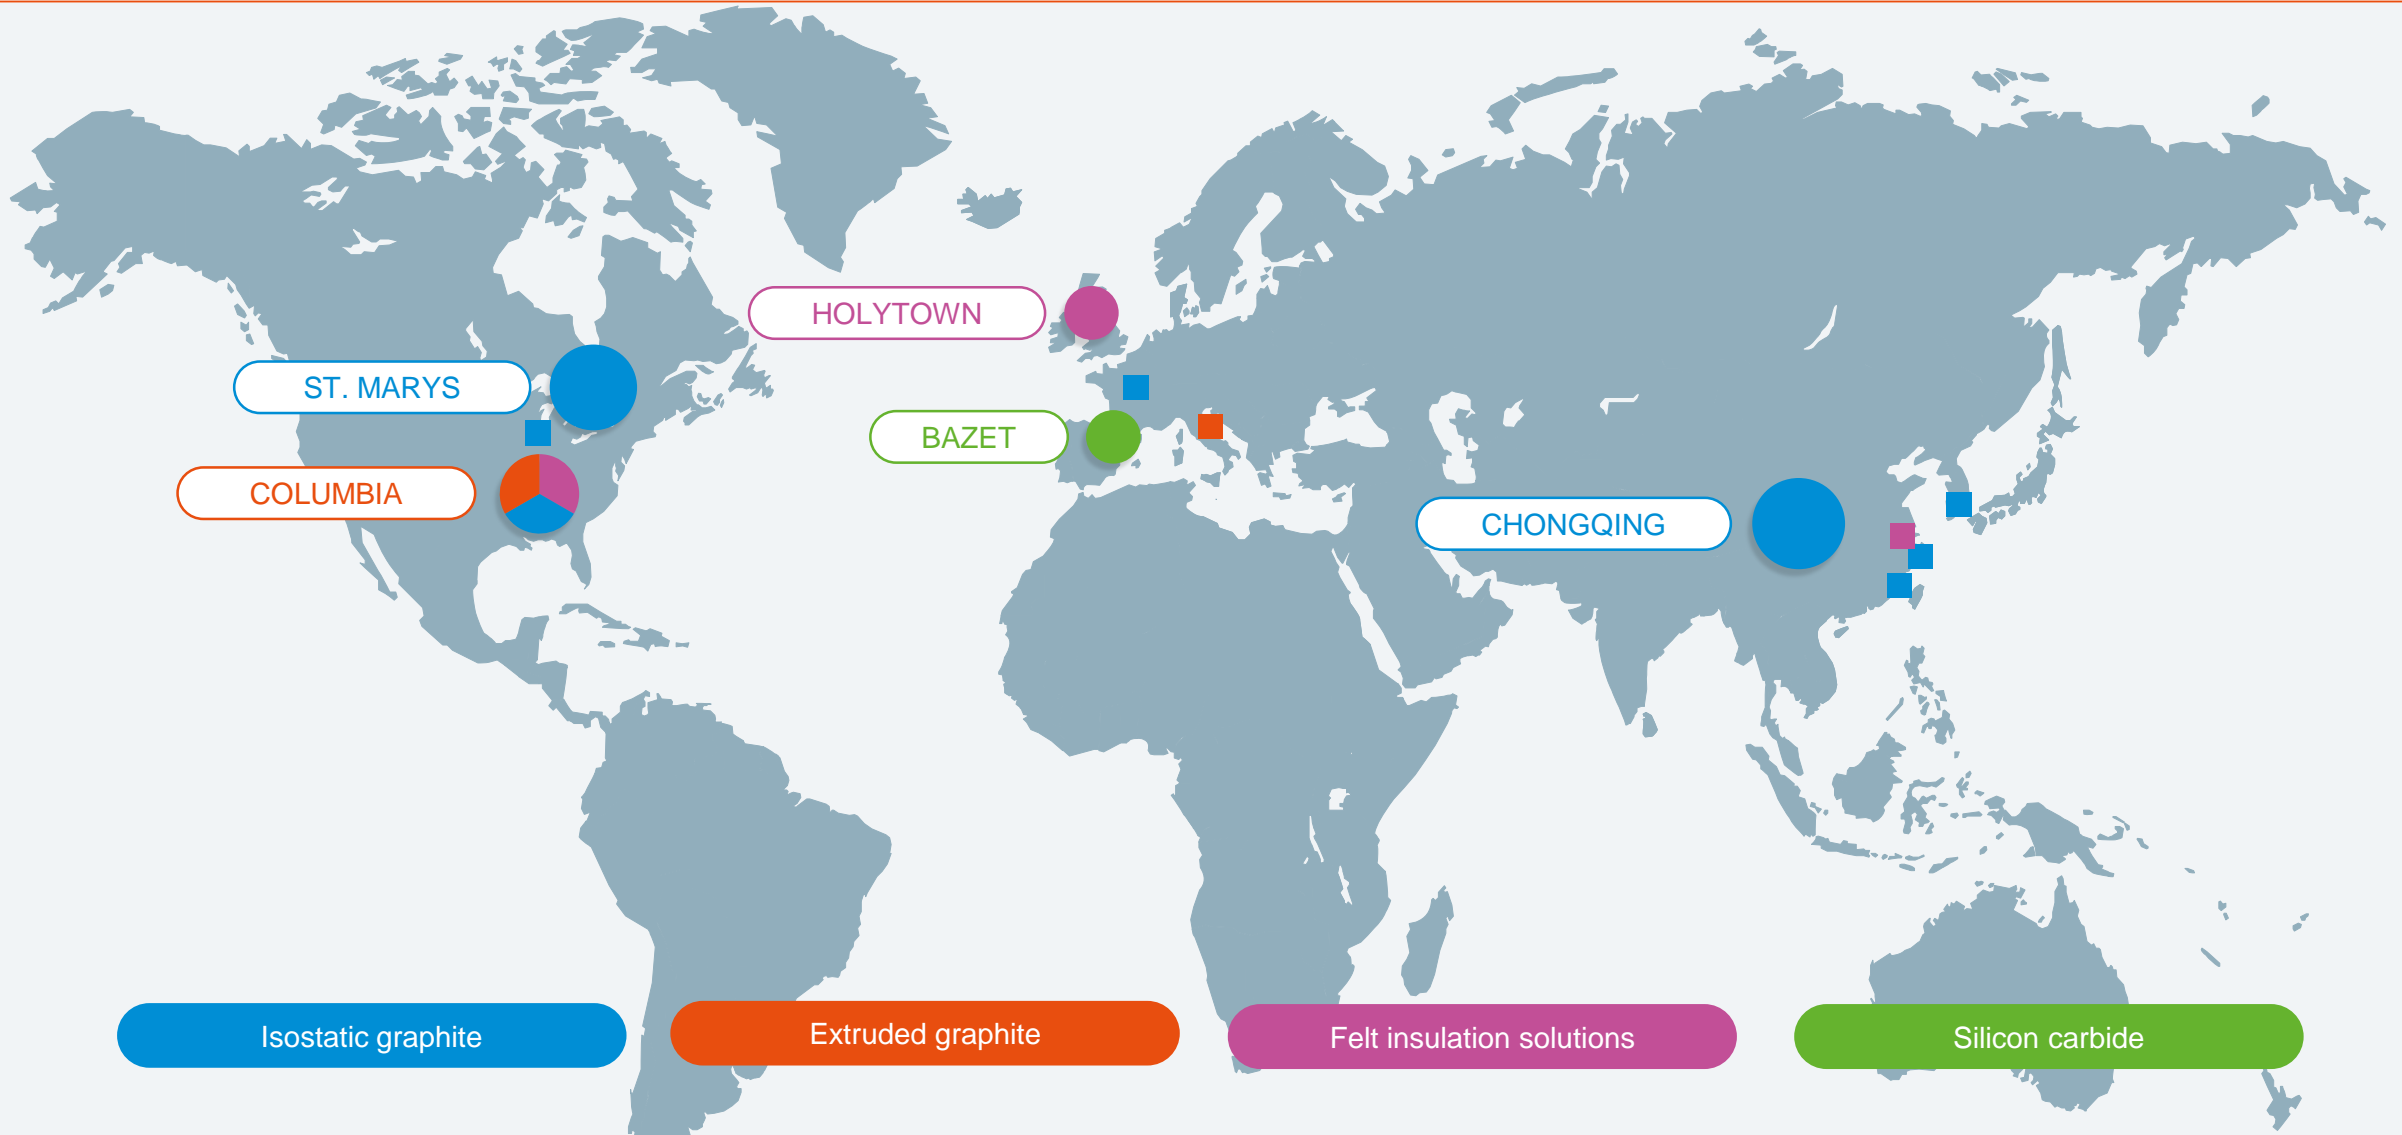 HOLYTOWN
ST. MARYS
BAZET
COLUMBIA
CHONGQING
Isostatic graphite
Extruded graphite
Felt insulation solutions
Silicon carbide